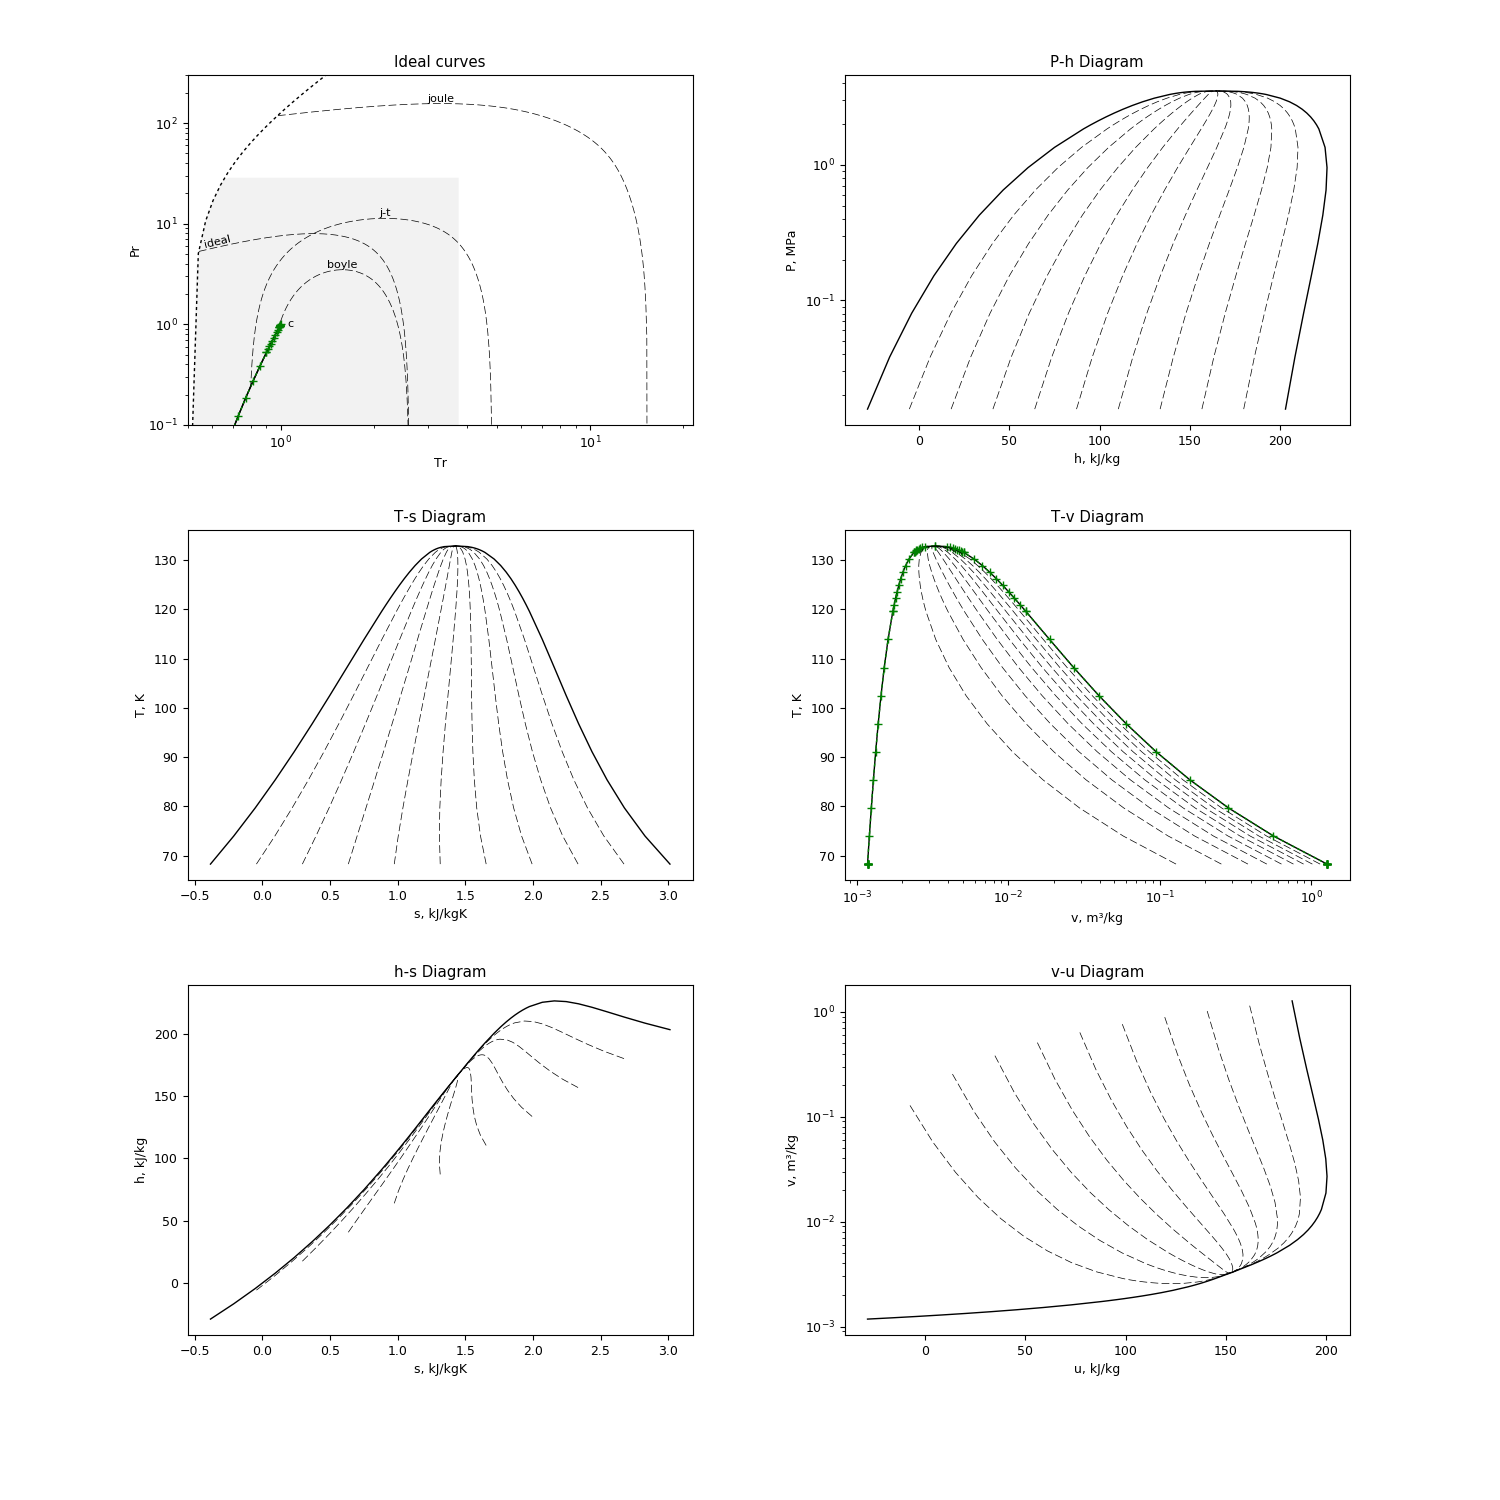 Ideal curves
P-h Diagram
joule
j-t
ideal
boyle
c
10²
10¹
10⁰
10⁻¹
Pr
10⁰
10¹
Tr
10⁰
10⁻¹
P, MPa
0 50 100 150 200
h, kJ/kg
T-s Diagram
T-v Diagram
130
120
110
100
90
80
70
T, K
−0.5 0.0 0.5 1.0 1.5 2.0 2.5 3.0
s, kJ/kgK
130
120
110
100
90
80
70
T, K
10⁻³ 10⁻² 10⁻¹ 10⁰
v, m³/kg
h-s Diagram
v-u Diagram
200
150
100
50
0
h, kJ/kg
−0.5 0.0 0.5 1.0 1.5 2.0 2.5 3.0
s, kJ/kgK
10⁰
10⁻¹
10⁻²
10⁻³
v, m³/kg
0 50 100 150 200
u, kJ/kg